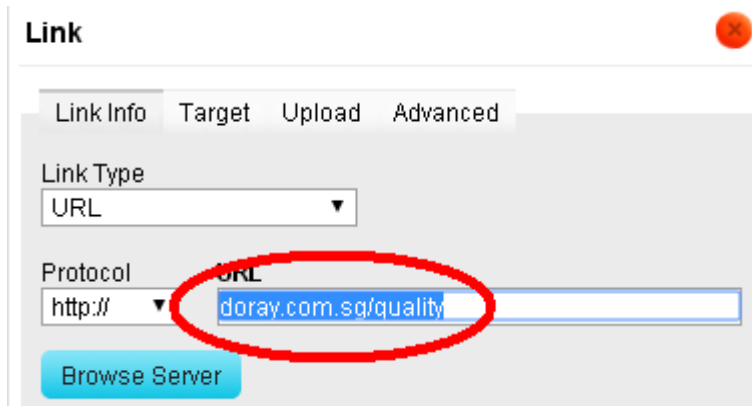 Link
Link Info Target Upload Advanced
Link Type
URL
Protocol URL
http:// doray.com.sg/quality
Browse Server